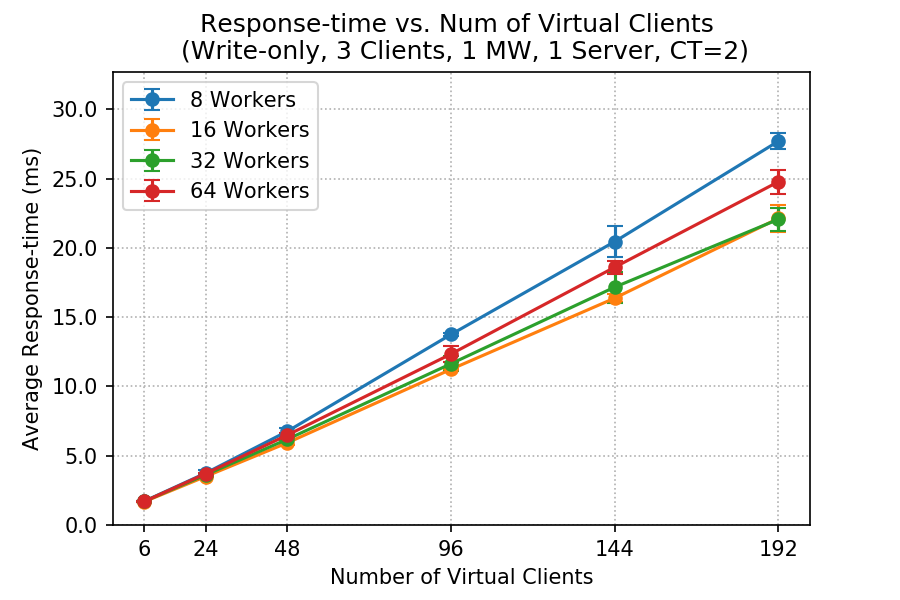 Response-time vs. Num of Virtual Clients
(Write-only, 3 Clients, 1 MW, 1 Server, CT=2)
8 Workers
16 Workers
32 Workers
64 Workers
Average Response-time (ms)
30.0
25.0
20.0
15.0
10.0
5.0
0.0
6 24 48 96 144 192
Number of Virtual Clients